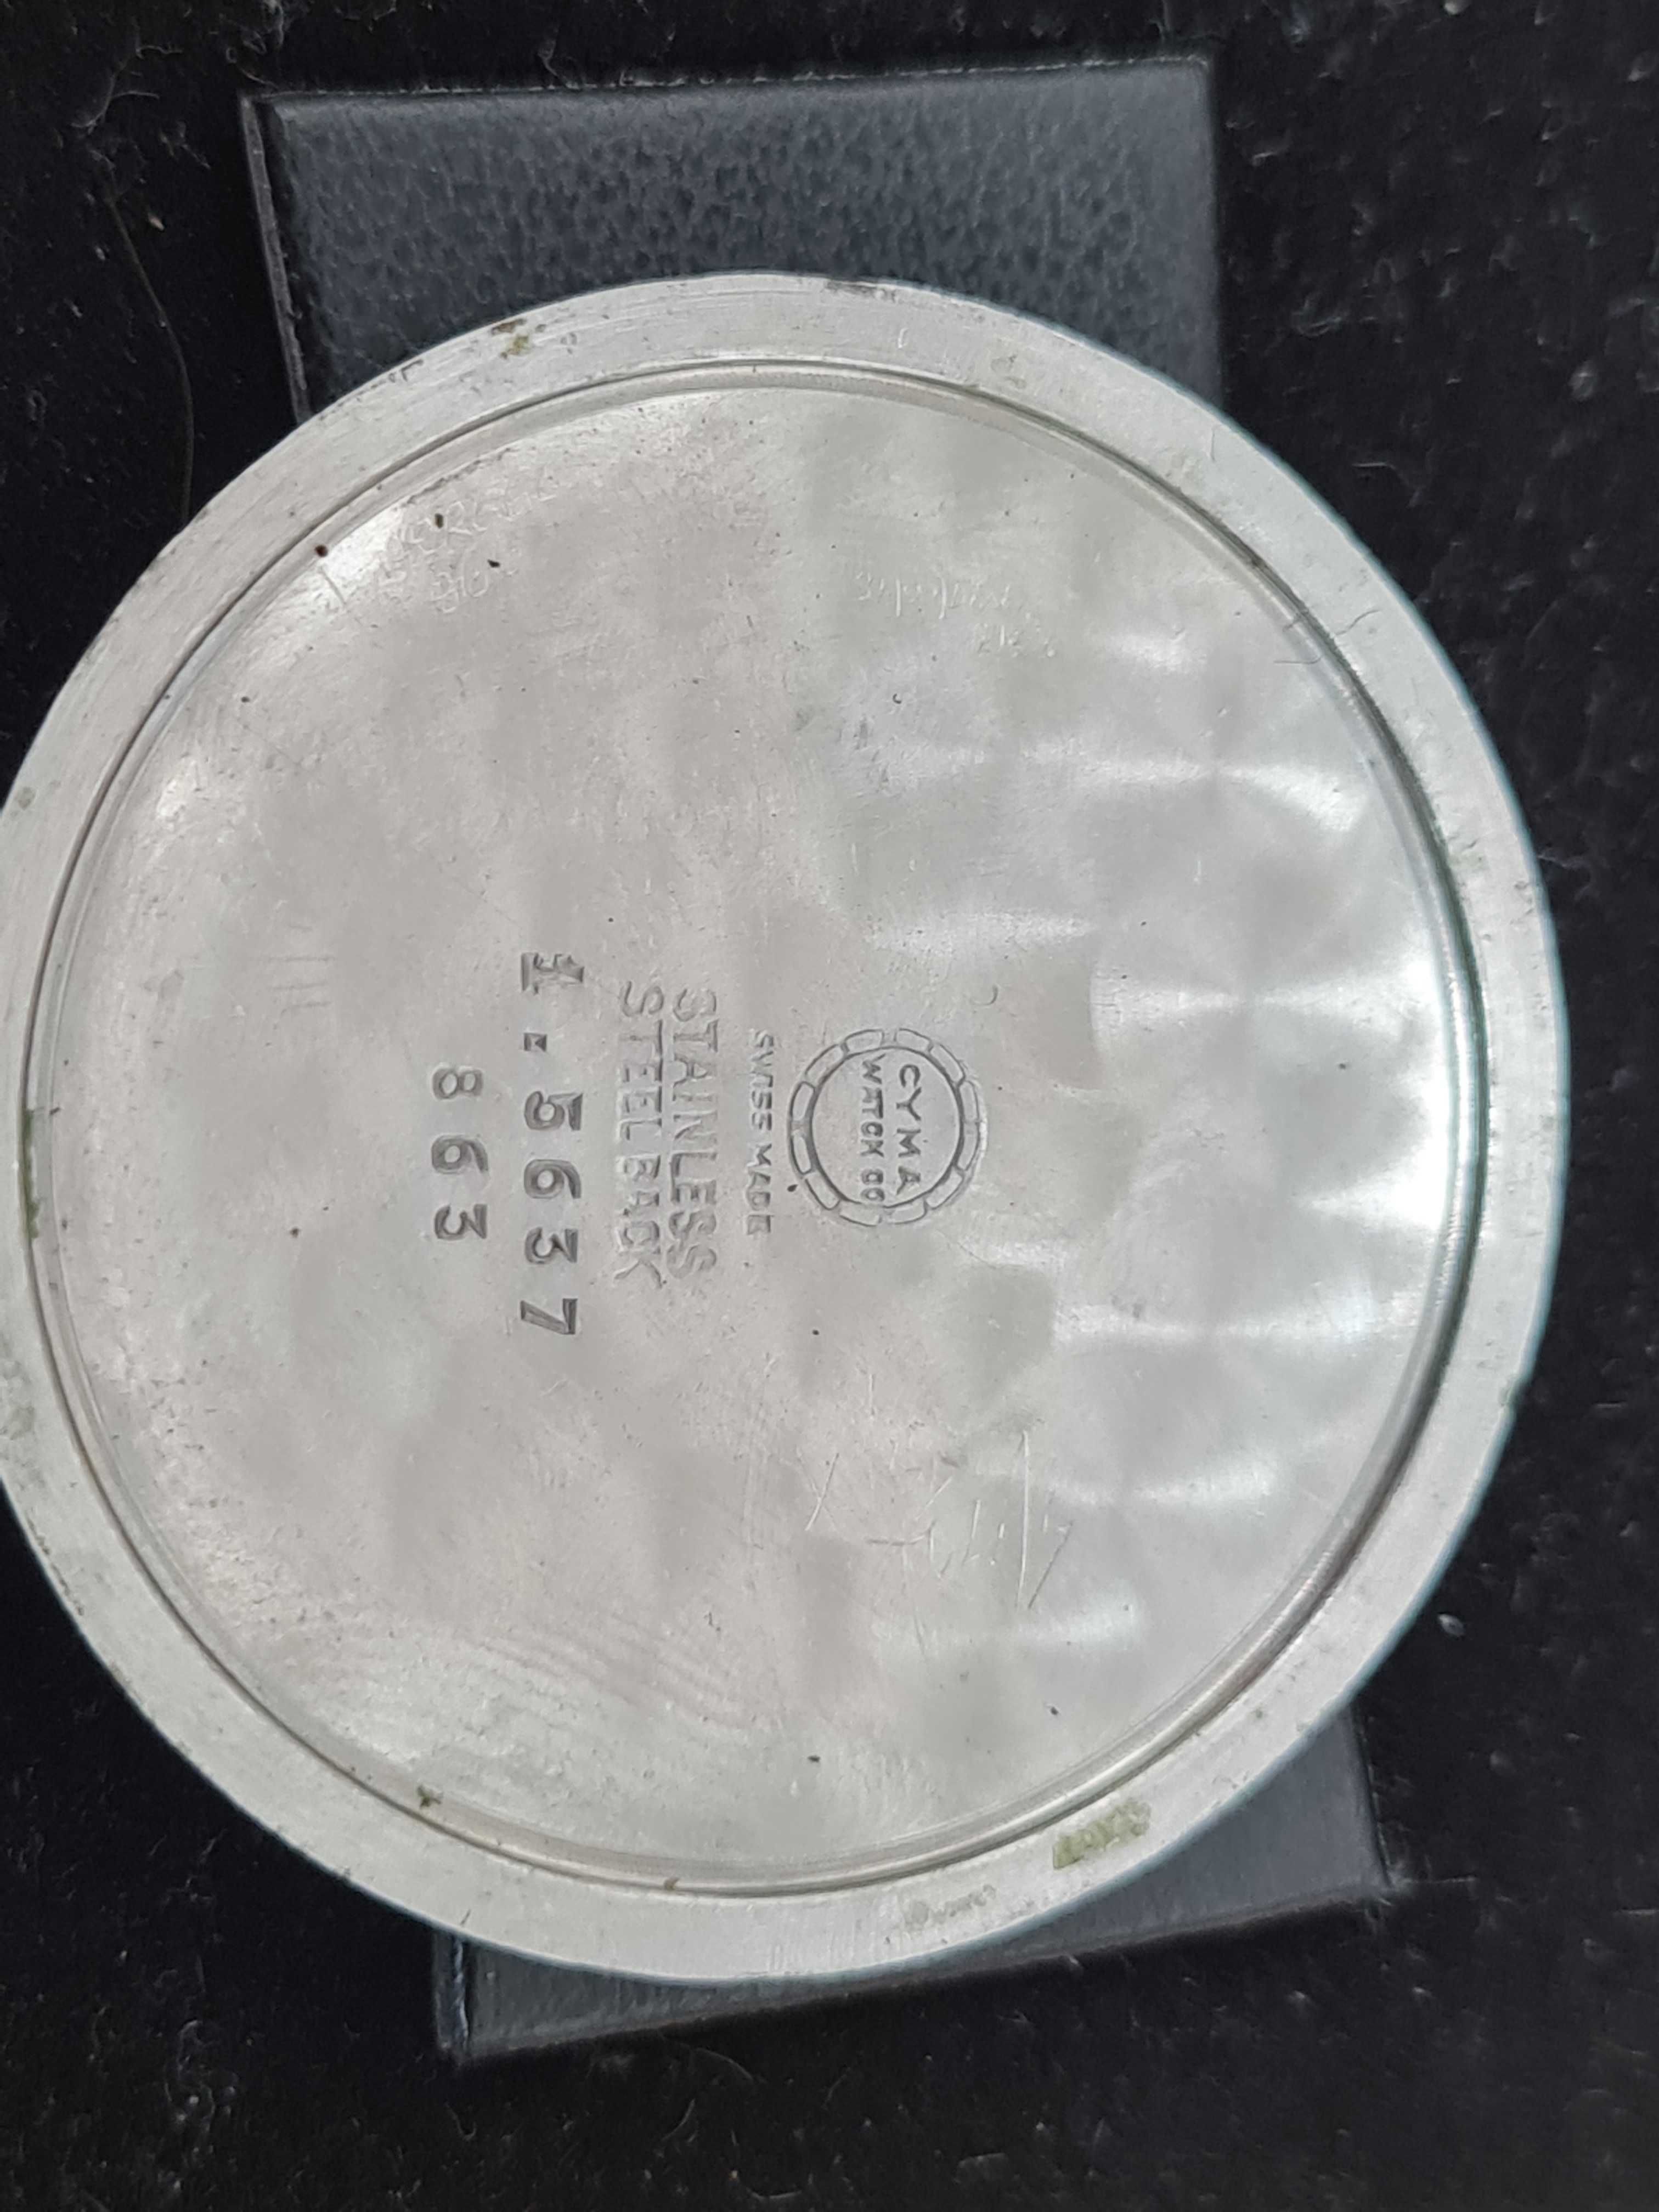 CYMA
WATCH CO
SWISS MADE
STAINLESS
STEEL BACK
1.5637
863